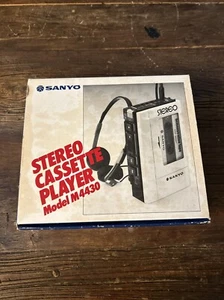 SANYO
STEREO
STEREO
CASSETTE
PLAYER
Model M4430